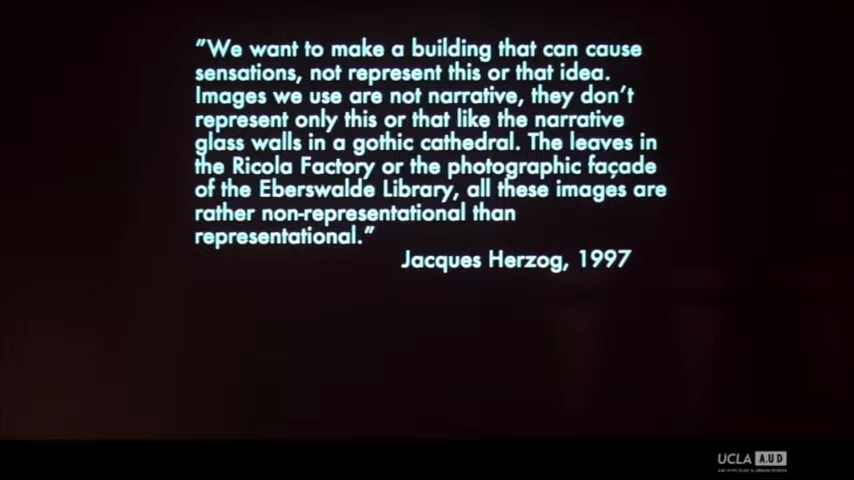 "We want to make a building that can cause
sensations, not represent this or that idea.
Images we use are not narrative, they don't
represent only this or that like the narrative
glass walls in a gothic cathedral. The leaves in
the Ricola Factory or the photographic façade
of the Eberswalde Library, all these images are
rather non-representational than
representational."
Jacques Herzog, 1997
UCLA A.U.D